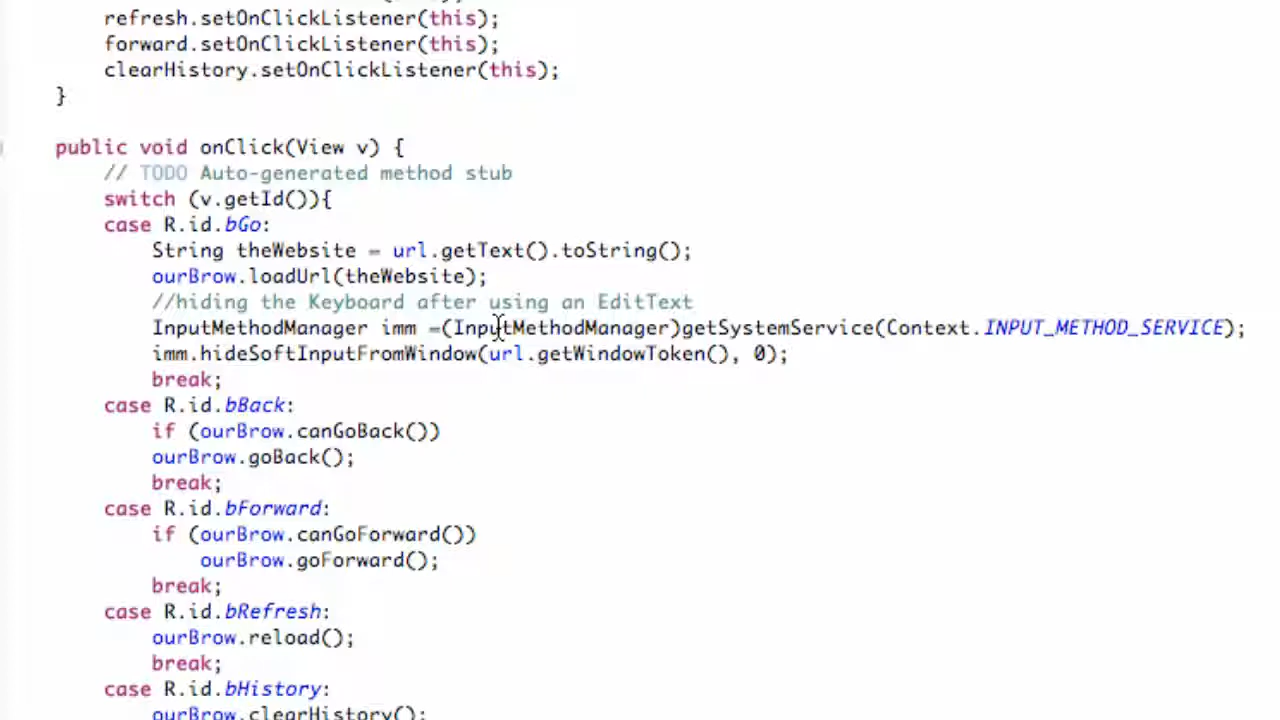 refresh.setOnClickListener(this);
forward.setOnClickListener(this);
clearHistory.setOnClickListener(this);
}
public void onClick(View v) {
// TODO Auto-generated method stub
switch (v.getId()){
case R.id.bGo:
String theWebsite = url.getText().toString();
ourBrow.loadUrl(theWebsite);
//hiding the Keyboard after using an EditText
InputMethodManager imm =(InputMethodManager)getSystemService(Context.INPUT_METHOD_SERVICE);
imm.hideSoftInputFromWindow(url.getWindowToken(), 0);
break;
case R.id.bBack:
if (ourBrow.canGoBack())
ourBrow.goBack();
break;
case R.id.bForward:
if (ourBrow.canGoForward())
ourBrow.goForward();
break;
case R.id.bRefresh:
ourBrow.reload();
break;
case R.id.bHistory:
ourBrow.clearHistory();